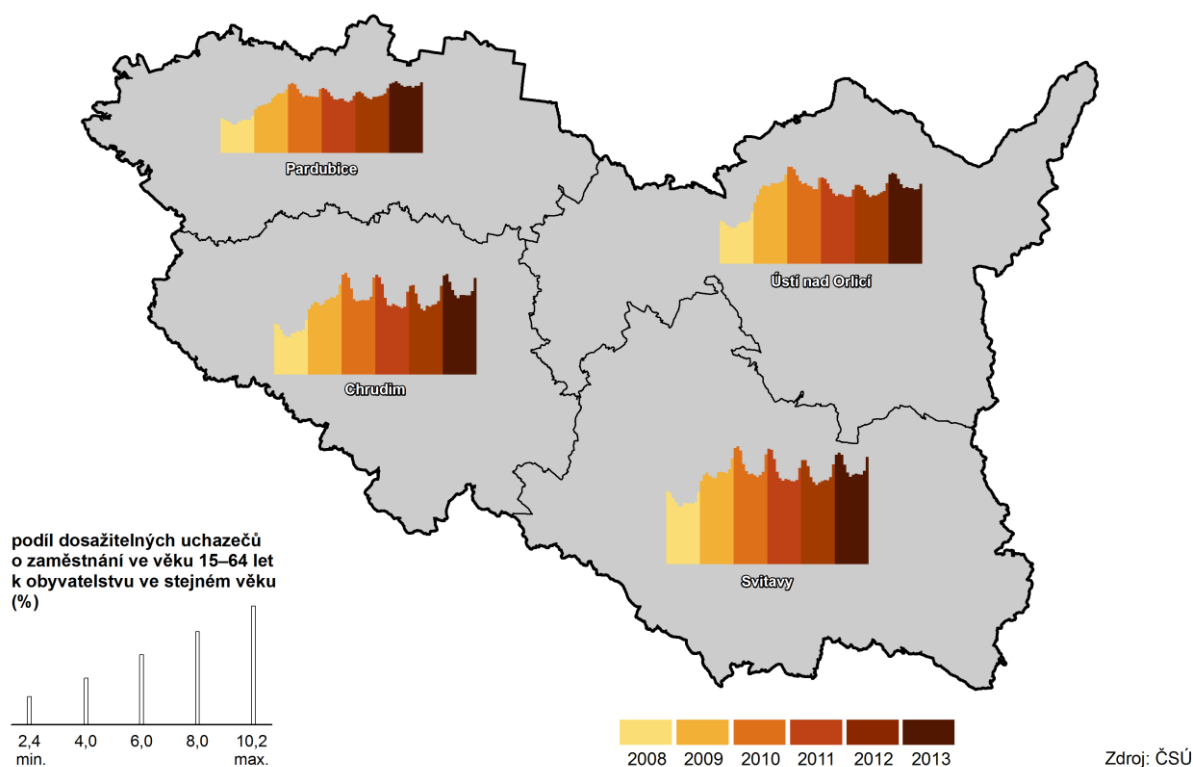 Pardubice
Ústí nad Orlicí
Chrudim
Svitavy
podíl dosažitelných uchazečů
o zaměstnání ve věku 15–64 let
k obyvatelstvu ve stejném věku
(%)
2,4 4,0 6,0 8,0 10,2
min. max.
2008 2009 2010 2011 2012 2013
Zdroj: ČSÚ